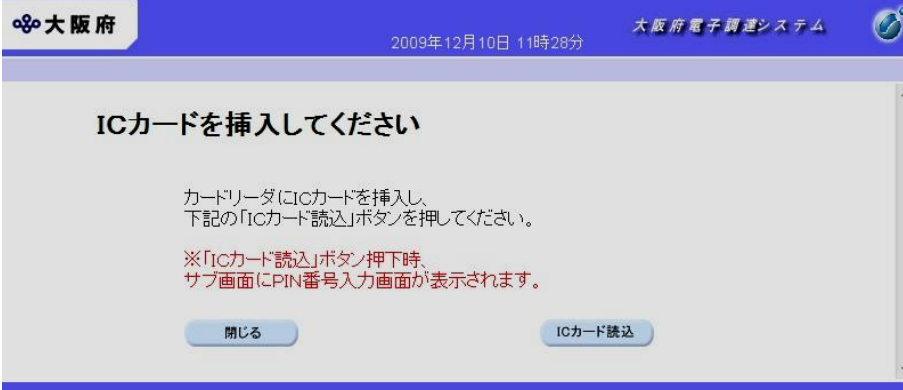 大阪府
2009年12月10日 11時28分
大阪府電子調達システム
ICカードを挿入してください
カードリーダにICカードを挿入し、
下記の「ICカード読込」ボタンを押してください。
※「ICカード読込」ボタン押下時、
サブ画面にPIN番号入力画面が表示されます。
閉じる
ICカード読込